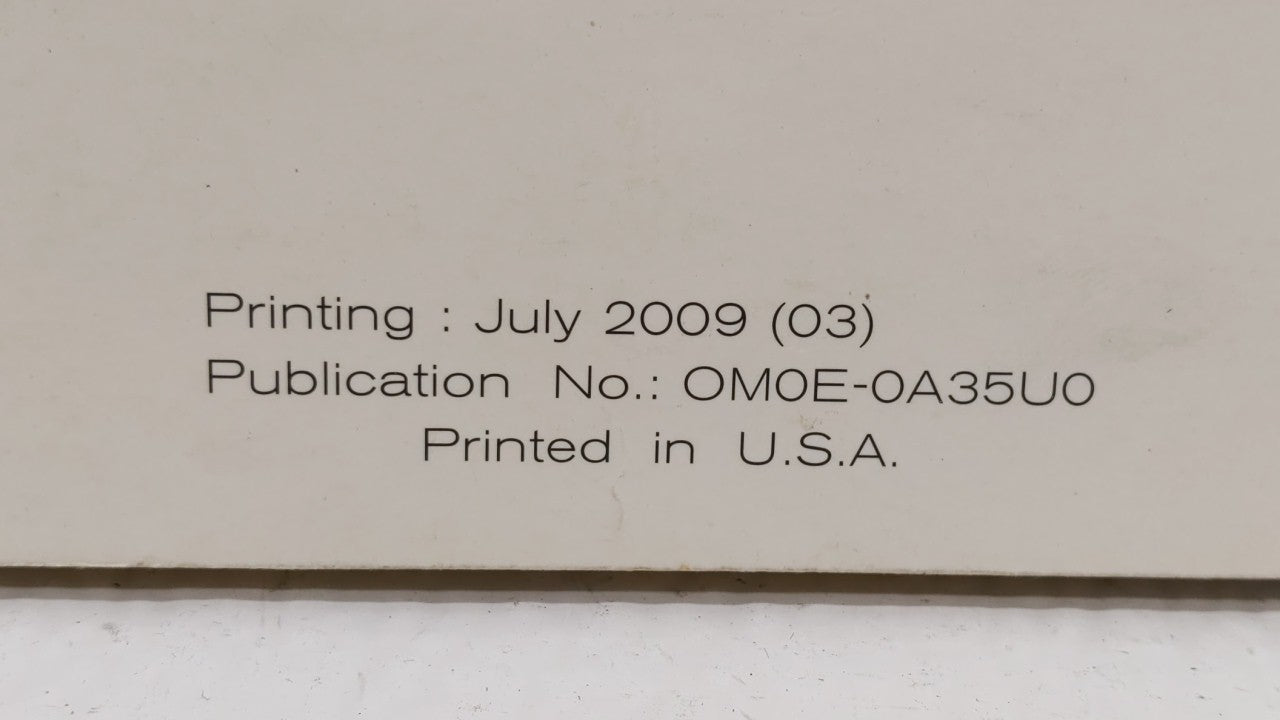 Printing : July 2009 (03)
Publication No.: OM0E-0A35U0
Printed in U.S.A.